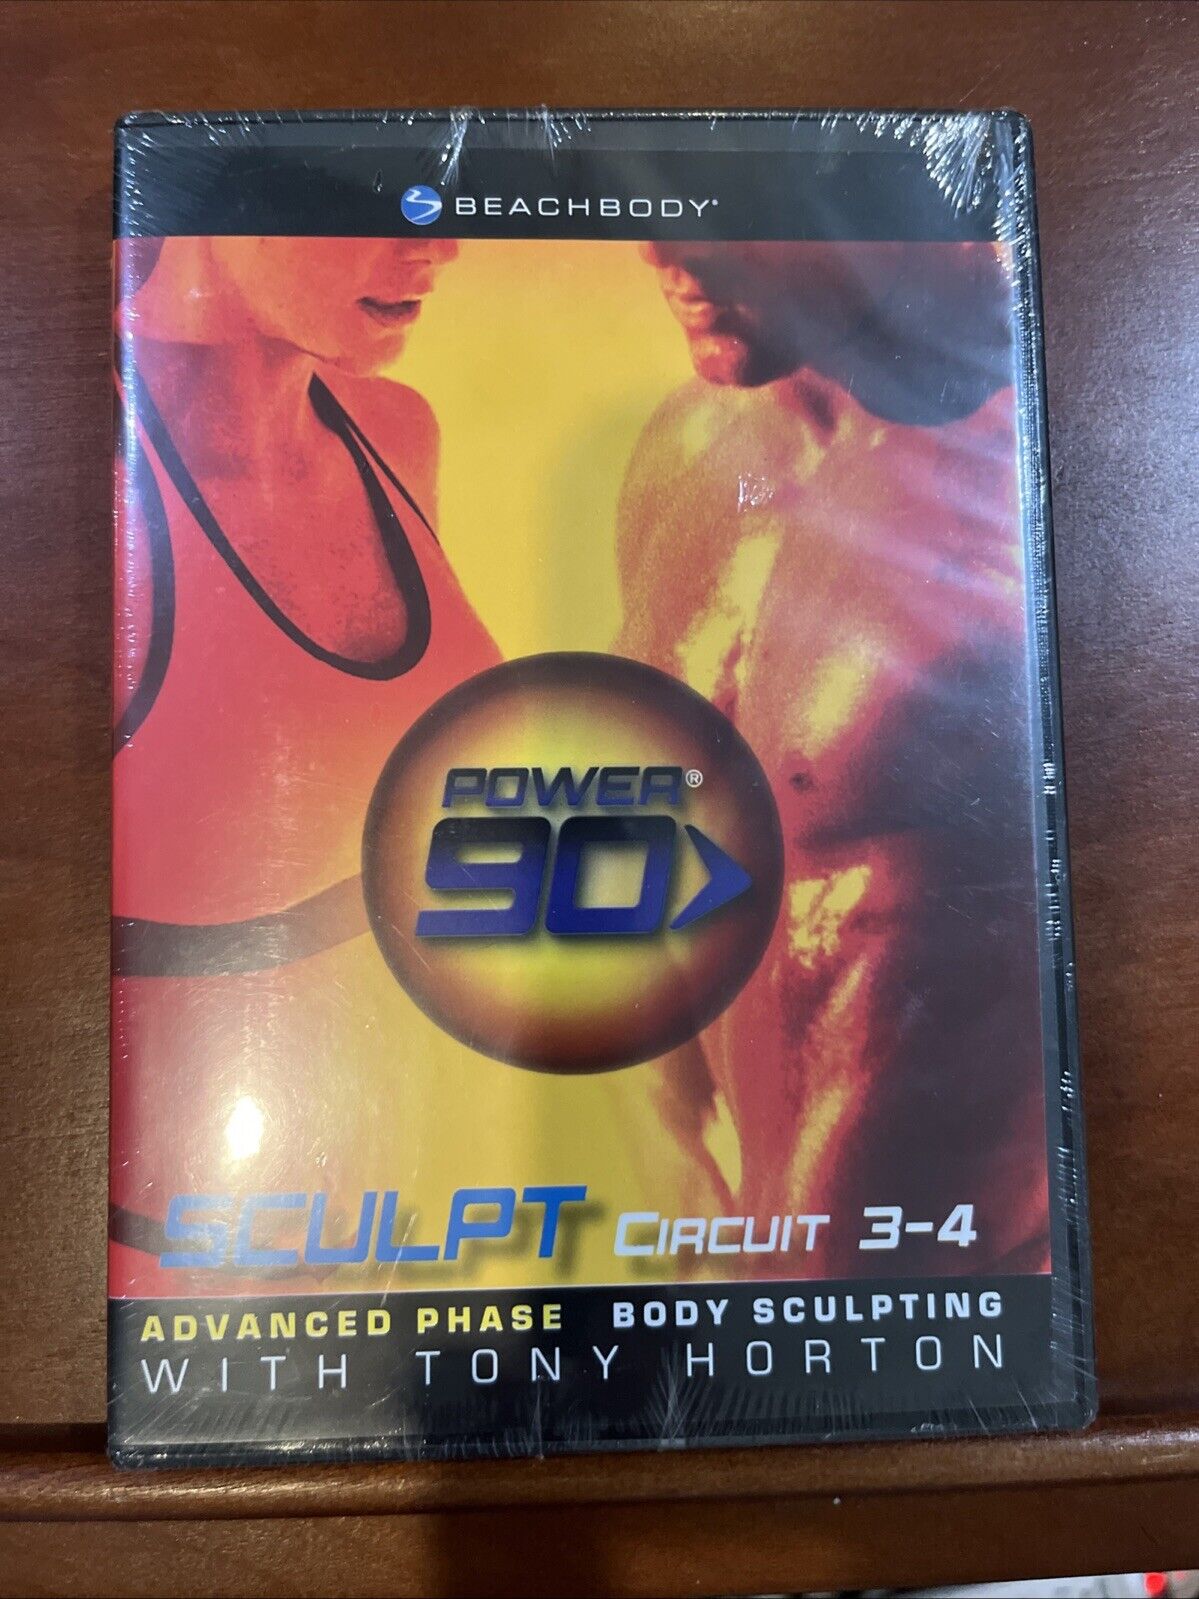 BEACHBODY®
POWER®
90
SCULPT CIRCUIT 3-4
ADVANCED PHASE BODY SCULPTING
WITH TONY HORTON